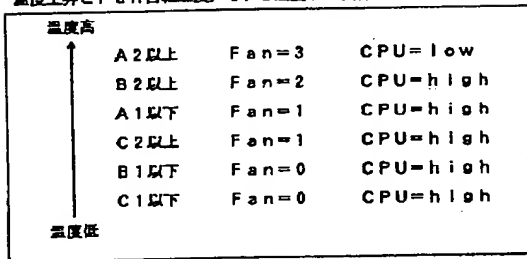 温度高
A2以上 Fan=3 CPU=low
B2以上 Fan=2 CPU=high
A1以下 Fan=1 CPU=high
C2以上 Fan=1 CPU=high
B1以下 Fan=0 CPU=high
C1以下 Fan=0 CPU=high
温度低